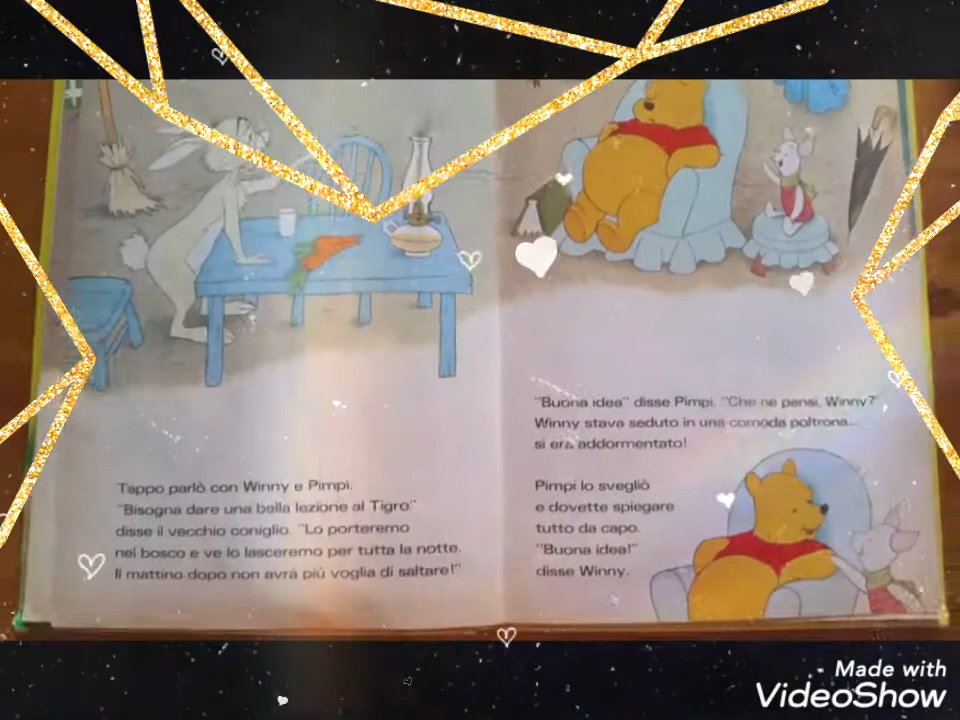 Tappo parlò con Winny e Pimpi.
"Bisogna dare una bella lezione al Tigro"
disse il vecchio coniglio. "Lo porteremo
nel bosco e ve lo lasceremo per tutta la notte.
Il mattino dopo non avrà più voglia di saltare!"
"Buona idea" disse Pimpi. "Che ne pensi, Winny?"
Winny stava seduto in una comoda poltrona...
si era addormentato!
Pimpi lo svegliò
e dovette spiegare
tutto da capo.
"Buona idea!"
disse Winny.
Made with
VideoShow